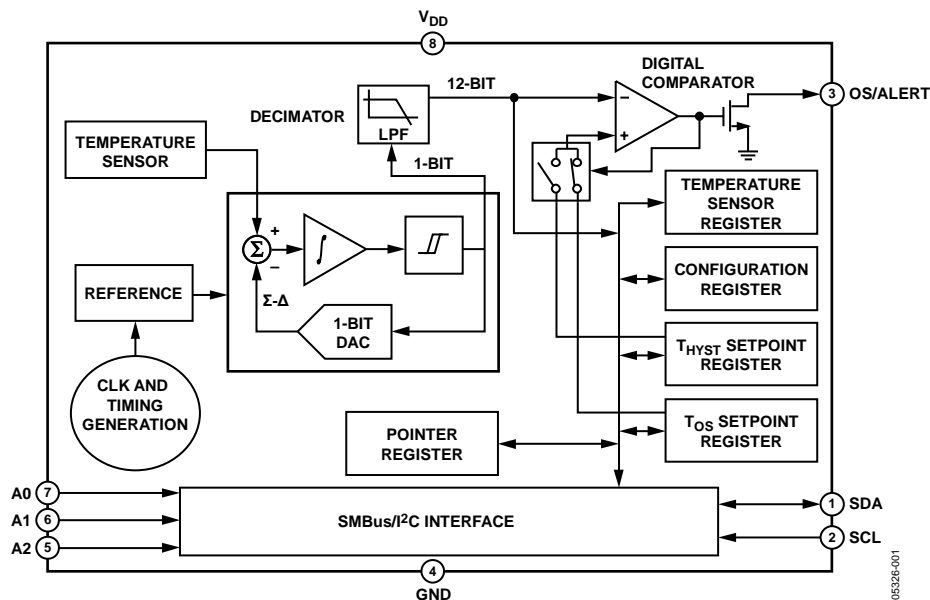 VDD
8
DIGITAL
COMPARATOR
12-BIT
−
+
3 OS/ALERT
DECIMATOR
LPF
1-BIT
TEMPERATURE
SENSOR
TEMPERATURE
SENSOR
REGISTER
+
Σ
−
∫
CONFIGURATION
REGISTER
REFERENCE
Σ-Δ
1-BIT
DAC
THYST SETPOINT
REGISTER
CLK AND
TIMING
GENERATION
TOS SETPOINT
REGISTER
POINTER
REGISTER
A0 7
A1 6
A2 5
SMBus/I²C INTERFACE
1 SDA
2 SCL
4
GND
05326-001